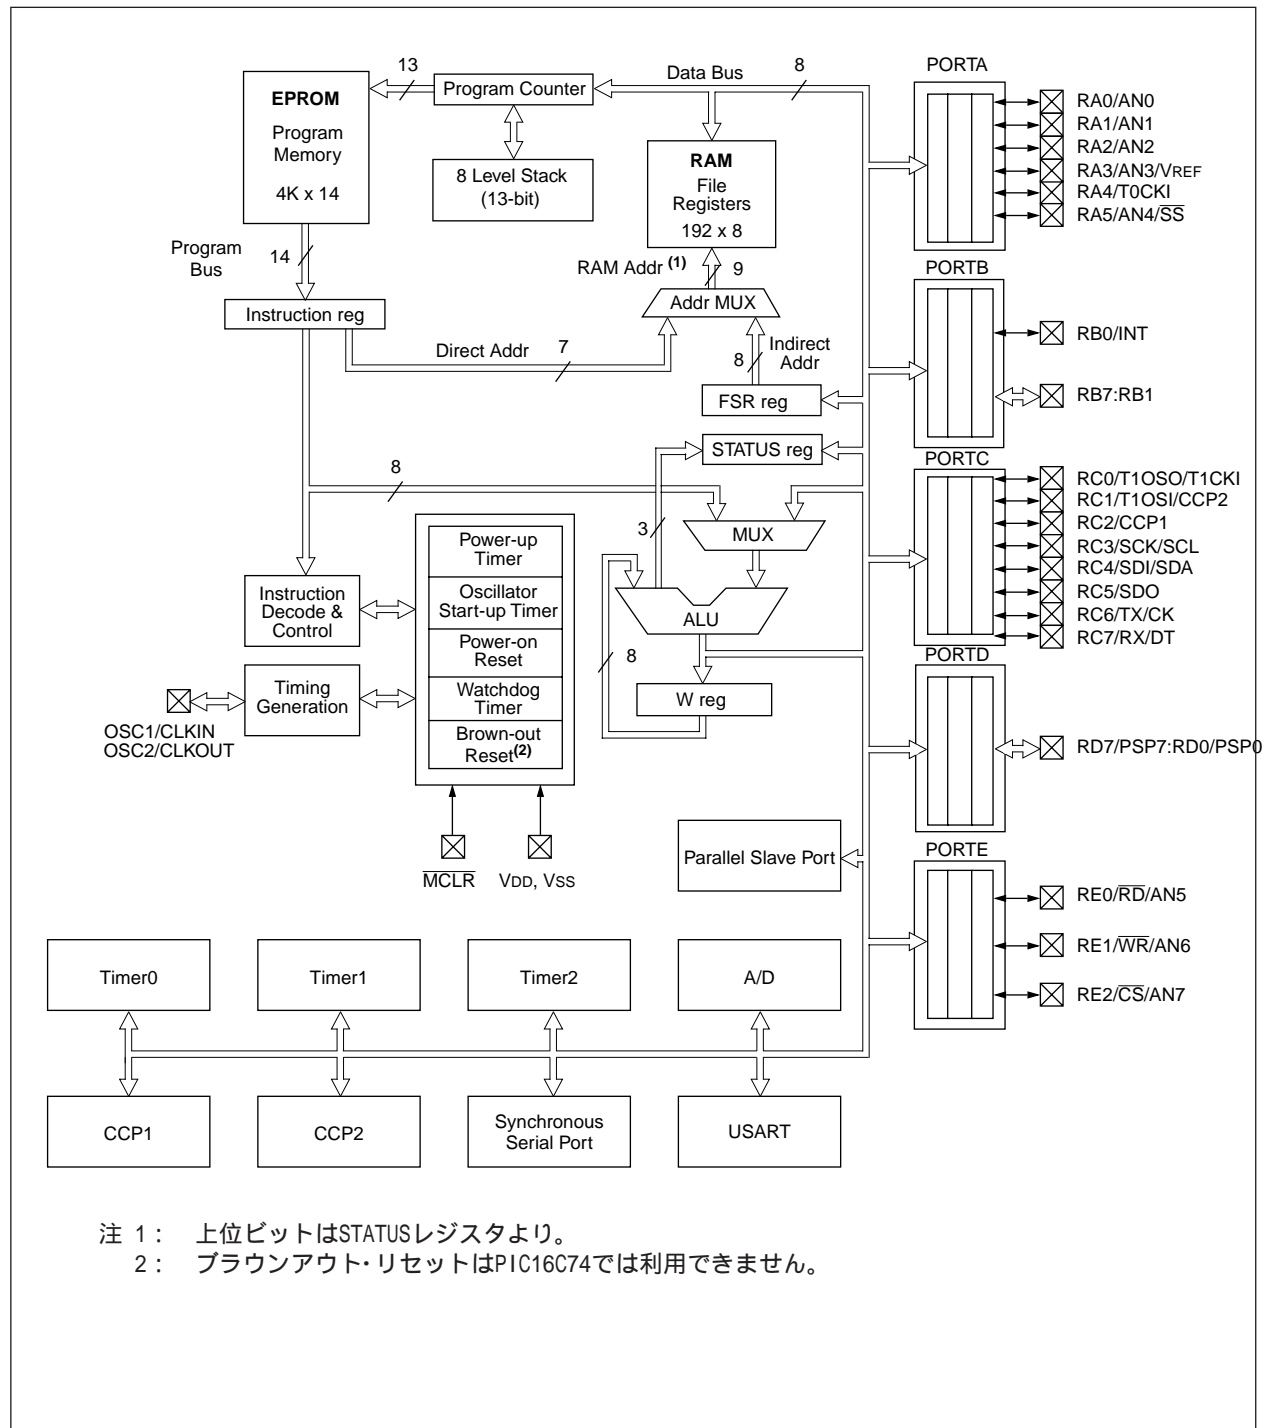 EPROM
Program
Memory
4K x 14
13
Program Counter
8 Level Stack
(13-bit)
Data Bus
8
RAM
File
Registers
192 x 8
Program
Bus
14
Instruction reg
RAM Addr (1)
9
Addr MUX
Direct Addr
7
Indirect
Addr
8
FSR reg
STATUS reg
8
3
MUX
ALU
8
W reg
Instruction
Decode &
Control
Timing
Generation
OSC1/CLKIN
OSC2/CLKOUT
Power-up
Timer
Oscillator
Start-up Timer
Power-on
Reset
Watchdog
Timer
Brown-out
Reset(2)
MCLR
VDD, VSS
Parallel Slave Port
PORTA
RA0/AN0
RA1/AN1
RA2/AN2
RA3/AN3/VREF
RA4/T0CKI
RA5/AN4/SS
PORTB
RB0/INT
RB7:RB1
PORTC
RC0/T1OSO/T1CKI
RC1/T1OSI/CCP2
RC2/CCP1
RC3/SCK/SCL
RC4/SDI/SDA
RC5/SDO
RC6/TX/CK
RC7/RX/DT
PORTD
RD7/PSP7:RD0/PSP0
PORTE
RE0/RD/AN5
RE1/WR/AN6
RE2/CS/AN7
Timer0
Timer1
Timer2
A/D
CCP1
CCP2
Synchronous
Serial Port
USART
注 1: 上位ビットはSTATUSレジスタより。
2: ブラウンアウト・リセットはPIC16C74では利用できません。